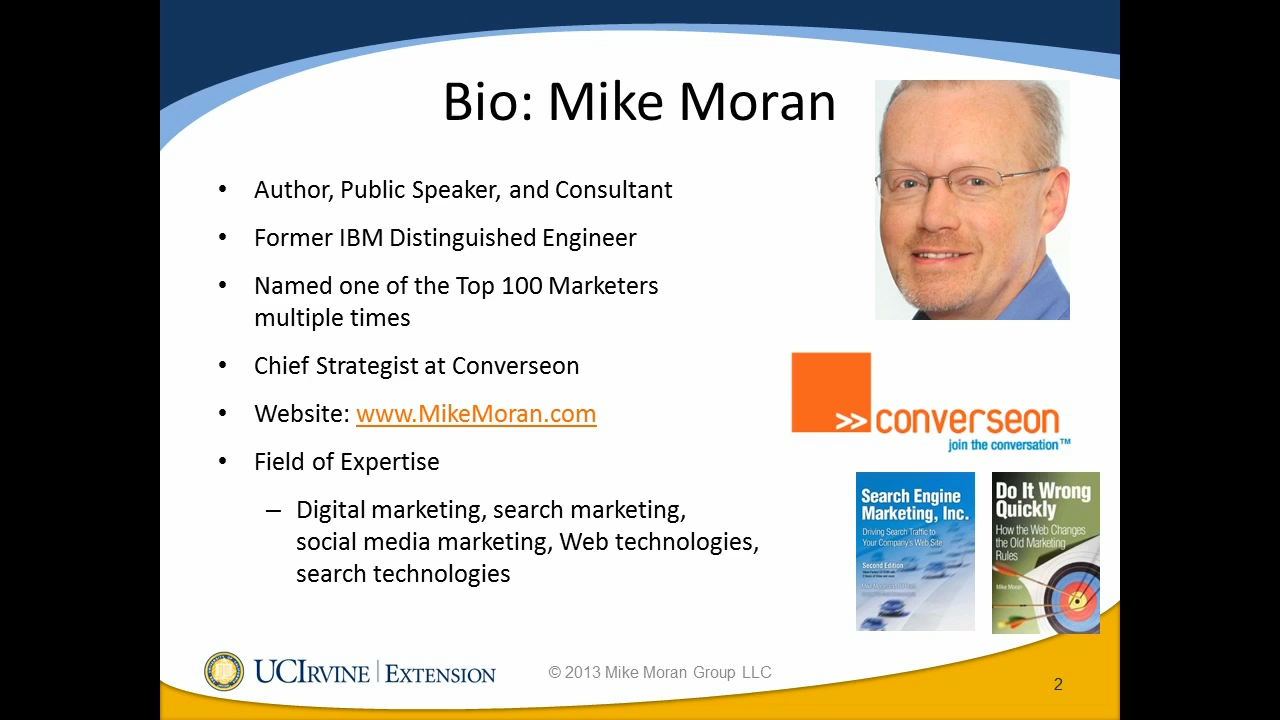 Bio: Mike Moran
• Author, Public Speaker, and Consultant
• Former IBM Distinguished Engineer
• Named one of the Top 100 Marketers
multiple times
• Chief Strategist at Converseon
• Website: www.MikeMoran.com
• Field of Expertise
– Digital marketing, search marketing,
social media marketing, Web technologies,
search technologies
>> converseon
join the conversation™
Search Engine
Marketing, Inc.
Driving Search Traffic to
Your Company's Web Site
Second Edition
Do It Wrong
Quickly
How the Web Changes
the Old Marketing
Rules
Mike Moran
UCIRVINE | EXTENSION
© 2013 Mike Moran Group LLC
2